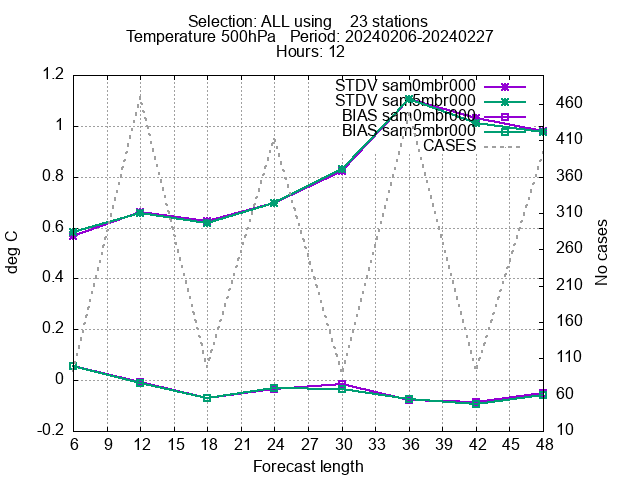 Selection: ALL using 23 stations
Temperature 500hPa Period: 20240206-20240227
Hours: 12
STDV sam0mbr000
STDV sam5mbr000
BIAS sam0mbr000
BIAS sam5mbr000
CASES
1.2
1
0.8
0.6
0.4
0.2
0
-0.2
deg C
460
410
360
310
260
210
160
110
60
10
No cases
6 9 12 15 18 21 24 27 30 33 36 39 42 45 48
Forecast length